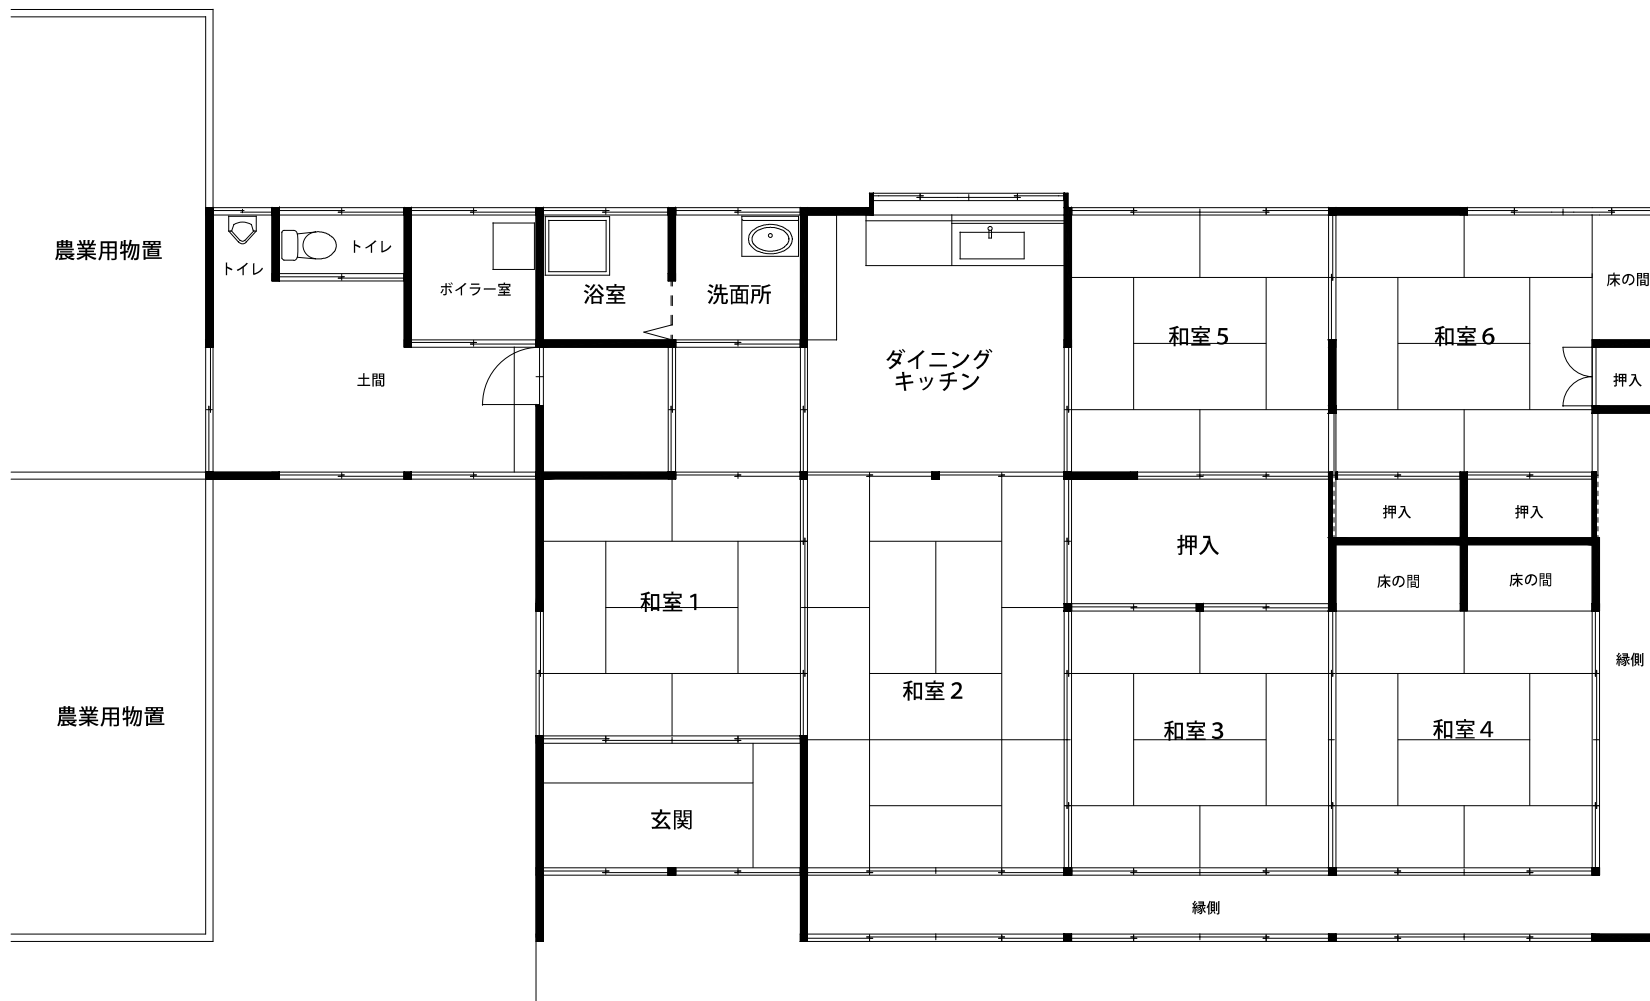 農業用物置
トイレ
トイレ
ボイラー室
浴室
洗面所
ダイニング
キッチン
和室5
和室6
床の間
押入
土間
押入
押入
押入
床の間
床の間
和室1
和室2
和室3
和室4
縁側
農業用物置
玄関
縁側